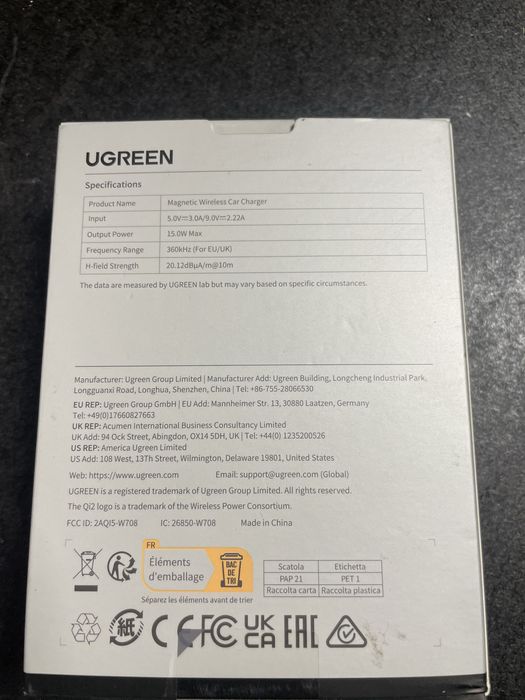 UGREEN
Specifications
Product Name Magnetic Wireless Car Charger
Input 5.0V⎓3.0A/9.0V⎓2.22A
Output Power 15.0W Max
Frequency Range 360kHz (For EU/UK)
H-field Strength 20.12dBμA/m@10m
The data are measured by UGREEN lab but may vary based on specific circumstances.
Manufacturer: Ugreen Group Limited | Manufacturer Add: Ugreen Building, Longcheng Industrial Park,
Longguanxi Road, Longhua, Shenzhen, China | Tel: +86-755-28066530
EU REP: Ugreen Group GmbH | EU Add: Mannheimer Str. 13, 30880 Laatzen, Germany
Tel: +49(0)17660827663
UK REP: Acumen International Business Consultancy Limited
UK Add: 94 Ock Street, Abingdon, OX14 5DH, UK | Tel: +44(0) 1235200526
US REP: America Ugreen Limited
US Add: 108 West, 13Th Street, Wilmington, Delaware 19801, United States
Web: https://www.ugreen.com Email: support@ugreen.com (Global)
UGREEN is a registered trademark of Ugreen Group Limited. All rights reserved.
The Qi2 logo is a trademark of the Wireless Power Consortium.
FCC ID: 2AQI5-W708 IC: 26850-W708 Made in China
FR
Éléments
d'emballage
BAC
DE
TRI
Séparez les éléments avant de trier
Scatola Etichetta
PAP 21 PET 1
Raccolta carta Raccolta plastica
紙 CE FC UK
CA EAC